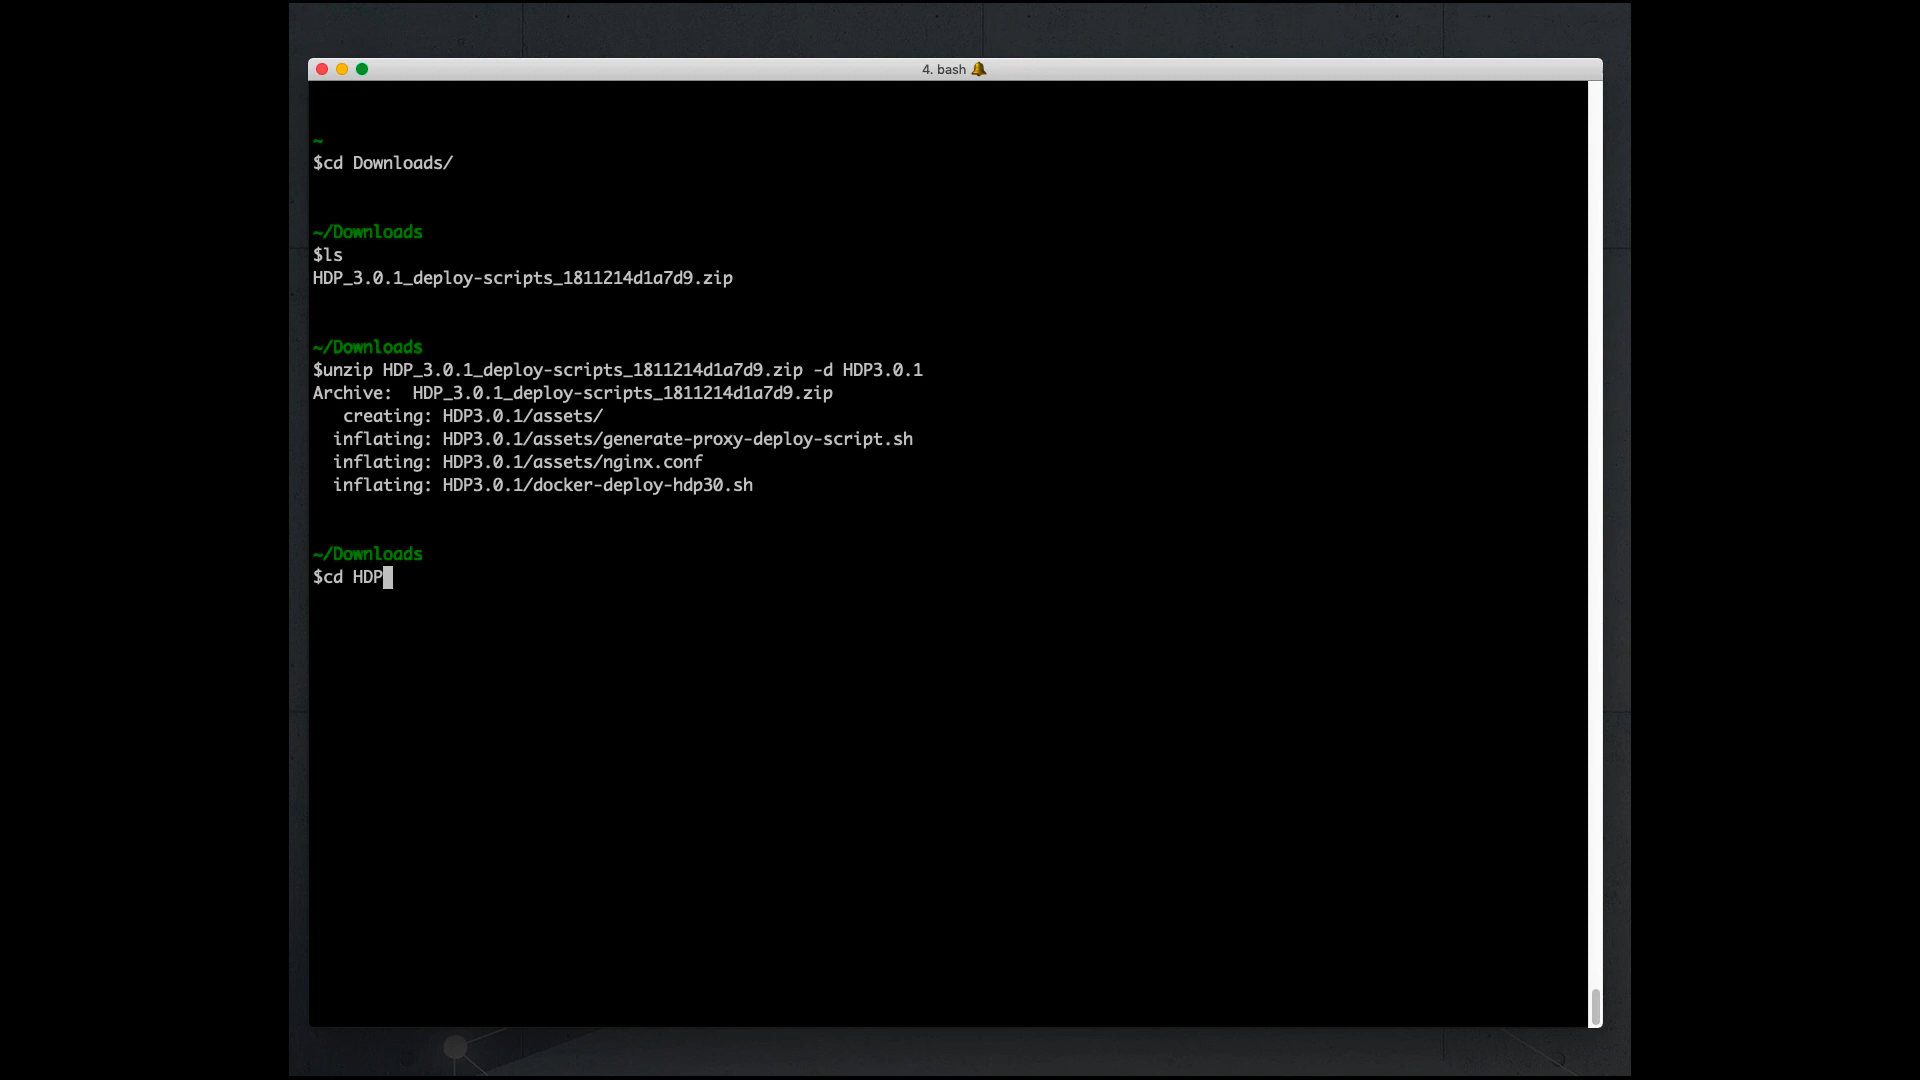 4. bash 🔔
~
$cd Downloads/
~/Downloads
$ls
HDP_3.0.1_deploy-scripts_1811214d1a7d9.zip
~/Downloads
$unzip HDP_3.0.1_deploy-scripts_1811214d1a7d9.zip -d HDP3.0.1
Archive:  HDP_3.0.1_deploy-scripts_1811214d1a7d9.zip
   creating: HDP3.0.1/assets/
  inflating: HDP3.0.1/assets/generate-proxy-deploy-script.sh
  inflating: HDP3.0.1/assets/nginx.conf
  inflating: HDP3.0.1/docker-deploy-hdp30.sh
~/Downloads
$cd HDP